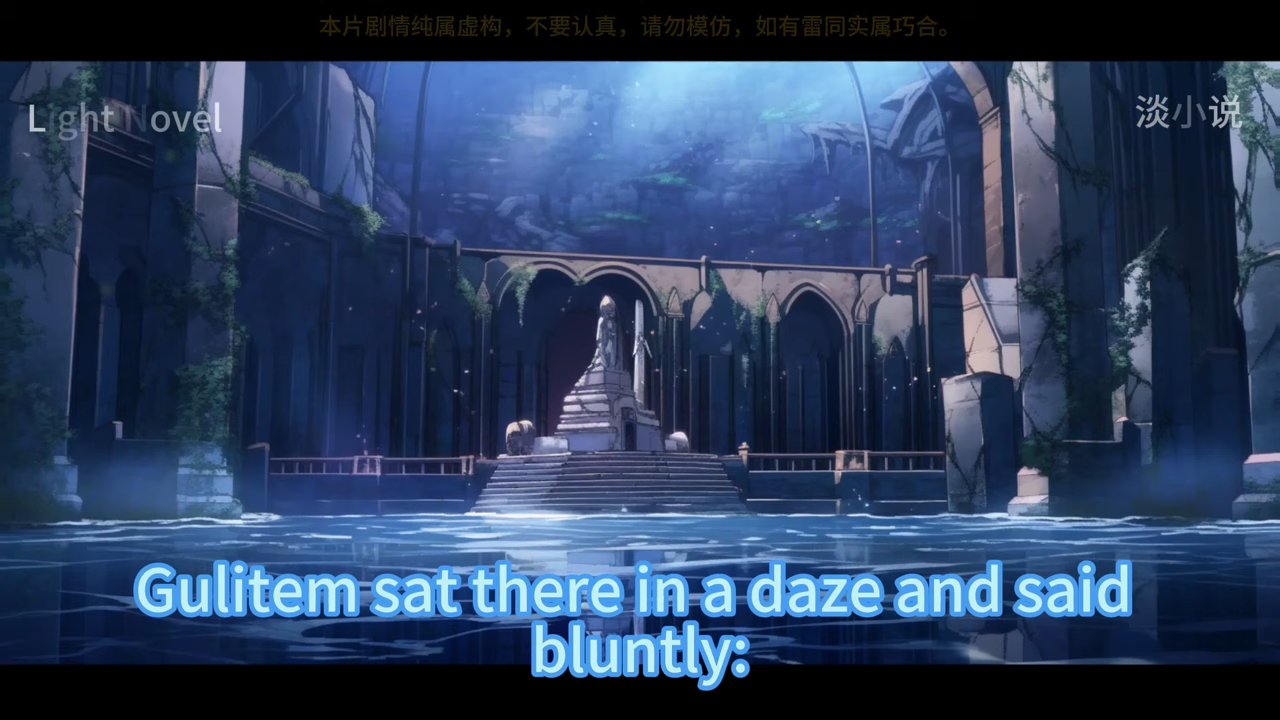 本片剧情纯属虚构，不要认真，请勿模仿，如有雷同实属巧合。
Light Novel
淡小说
Gulitem sat there in a daze and said
bluntly: